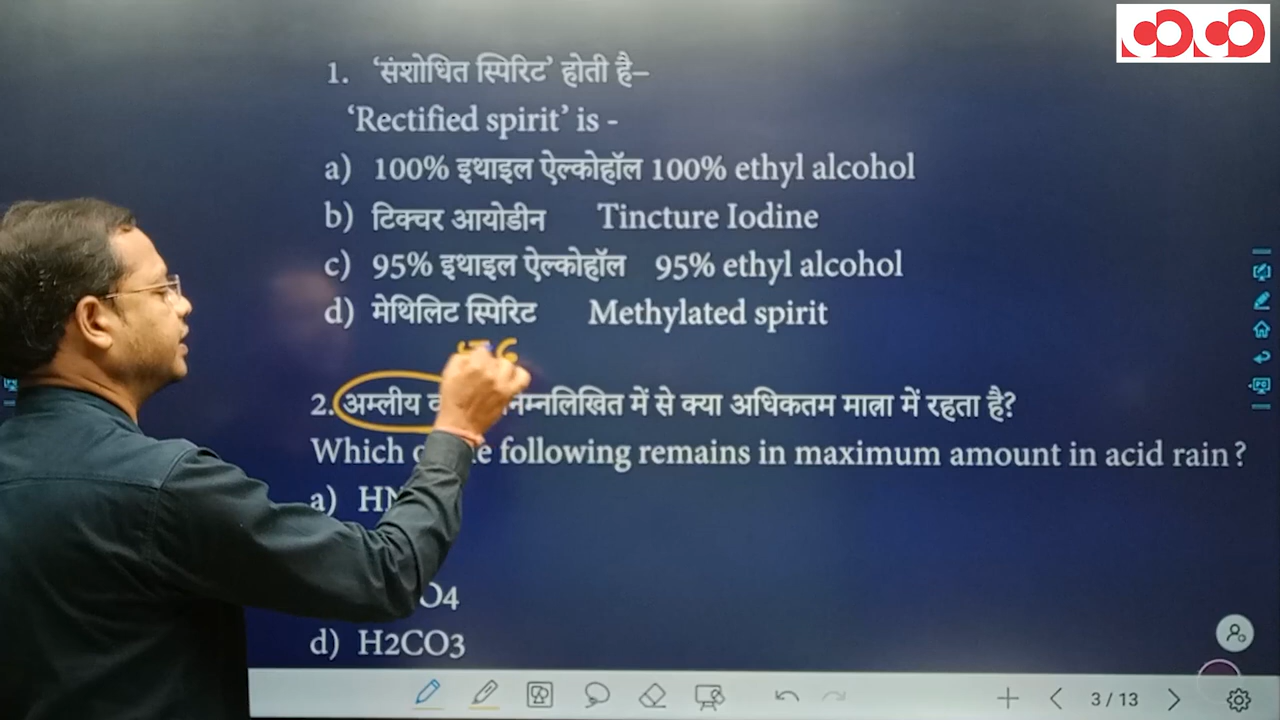 1. ‘संशोधित स्पिरिट’ होती है–
‘Rectified spirit’ is -
a) 100% इथाइल ऐल्कोहॉल 100% ethyl alcohol
b) टिंक्चर आयोडीन Tincture Iodine
c) 95% इथाइल ऐल्कोहॉल 95% ethyl alcohol
d) मेथिलिट स्पिरिट Methylated spirit
2. अम्लीय में से क्या अधिकतम मात्रा में रहता है?
Which following remains in maximum amount in acid rain?
a)
O4
d) H2CO3
3 / 13